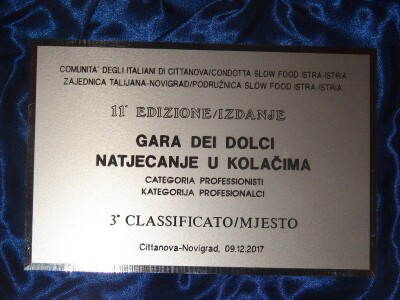 COMUNITA' DEGLI ITALIANI DI CITTANOVA/CONDOTTA SLOW FOOD ISTRA-ISTRIA
ZAJEDNICA TALIJANA-NOVIGRAD/PODRUŽNICA SLOW FOOD ISTRA-ISTRIA
11° EDIZIONE/IZDANJE
GARA DEI DOLCI
NATJECANJE U KOLAČIMA
CATEGORIA PROFESSIONISTI
KATEGORIJA PROFESIONALCI
3° CLASSIFICATO/MJESTO
Cittanova-Novigrad, 09.12.2017